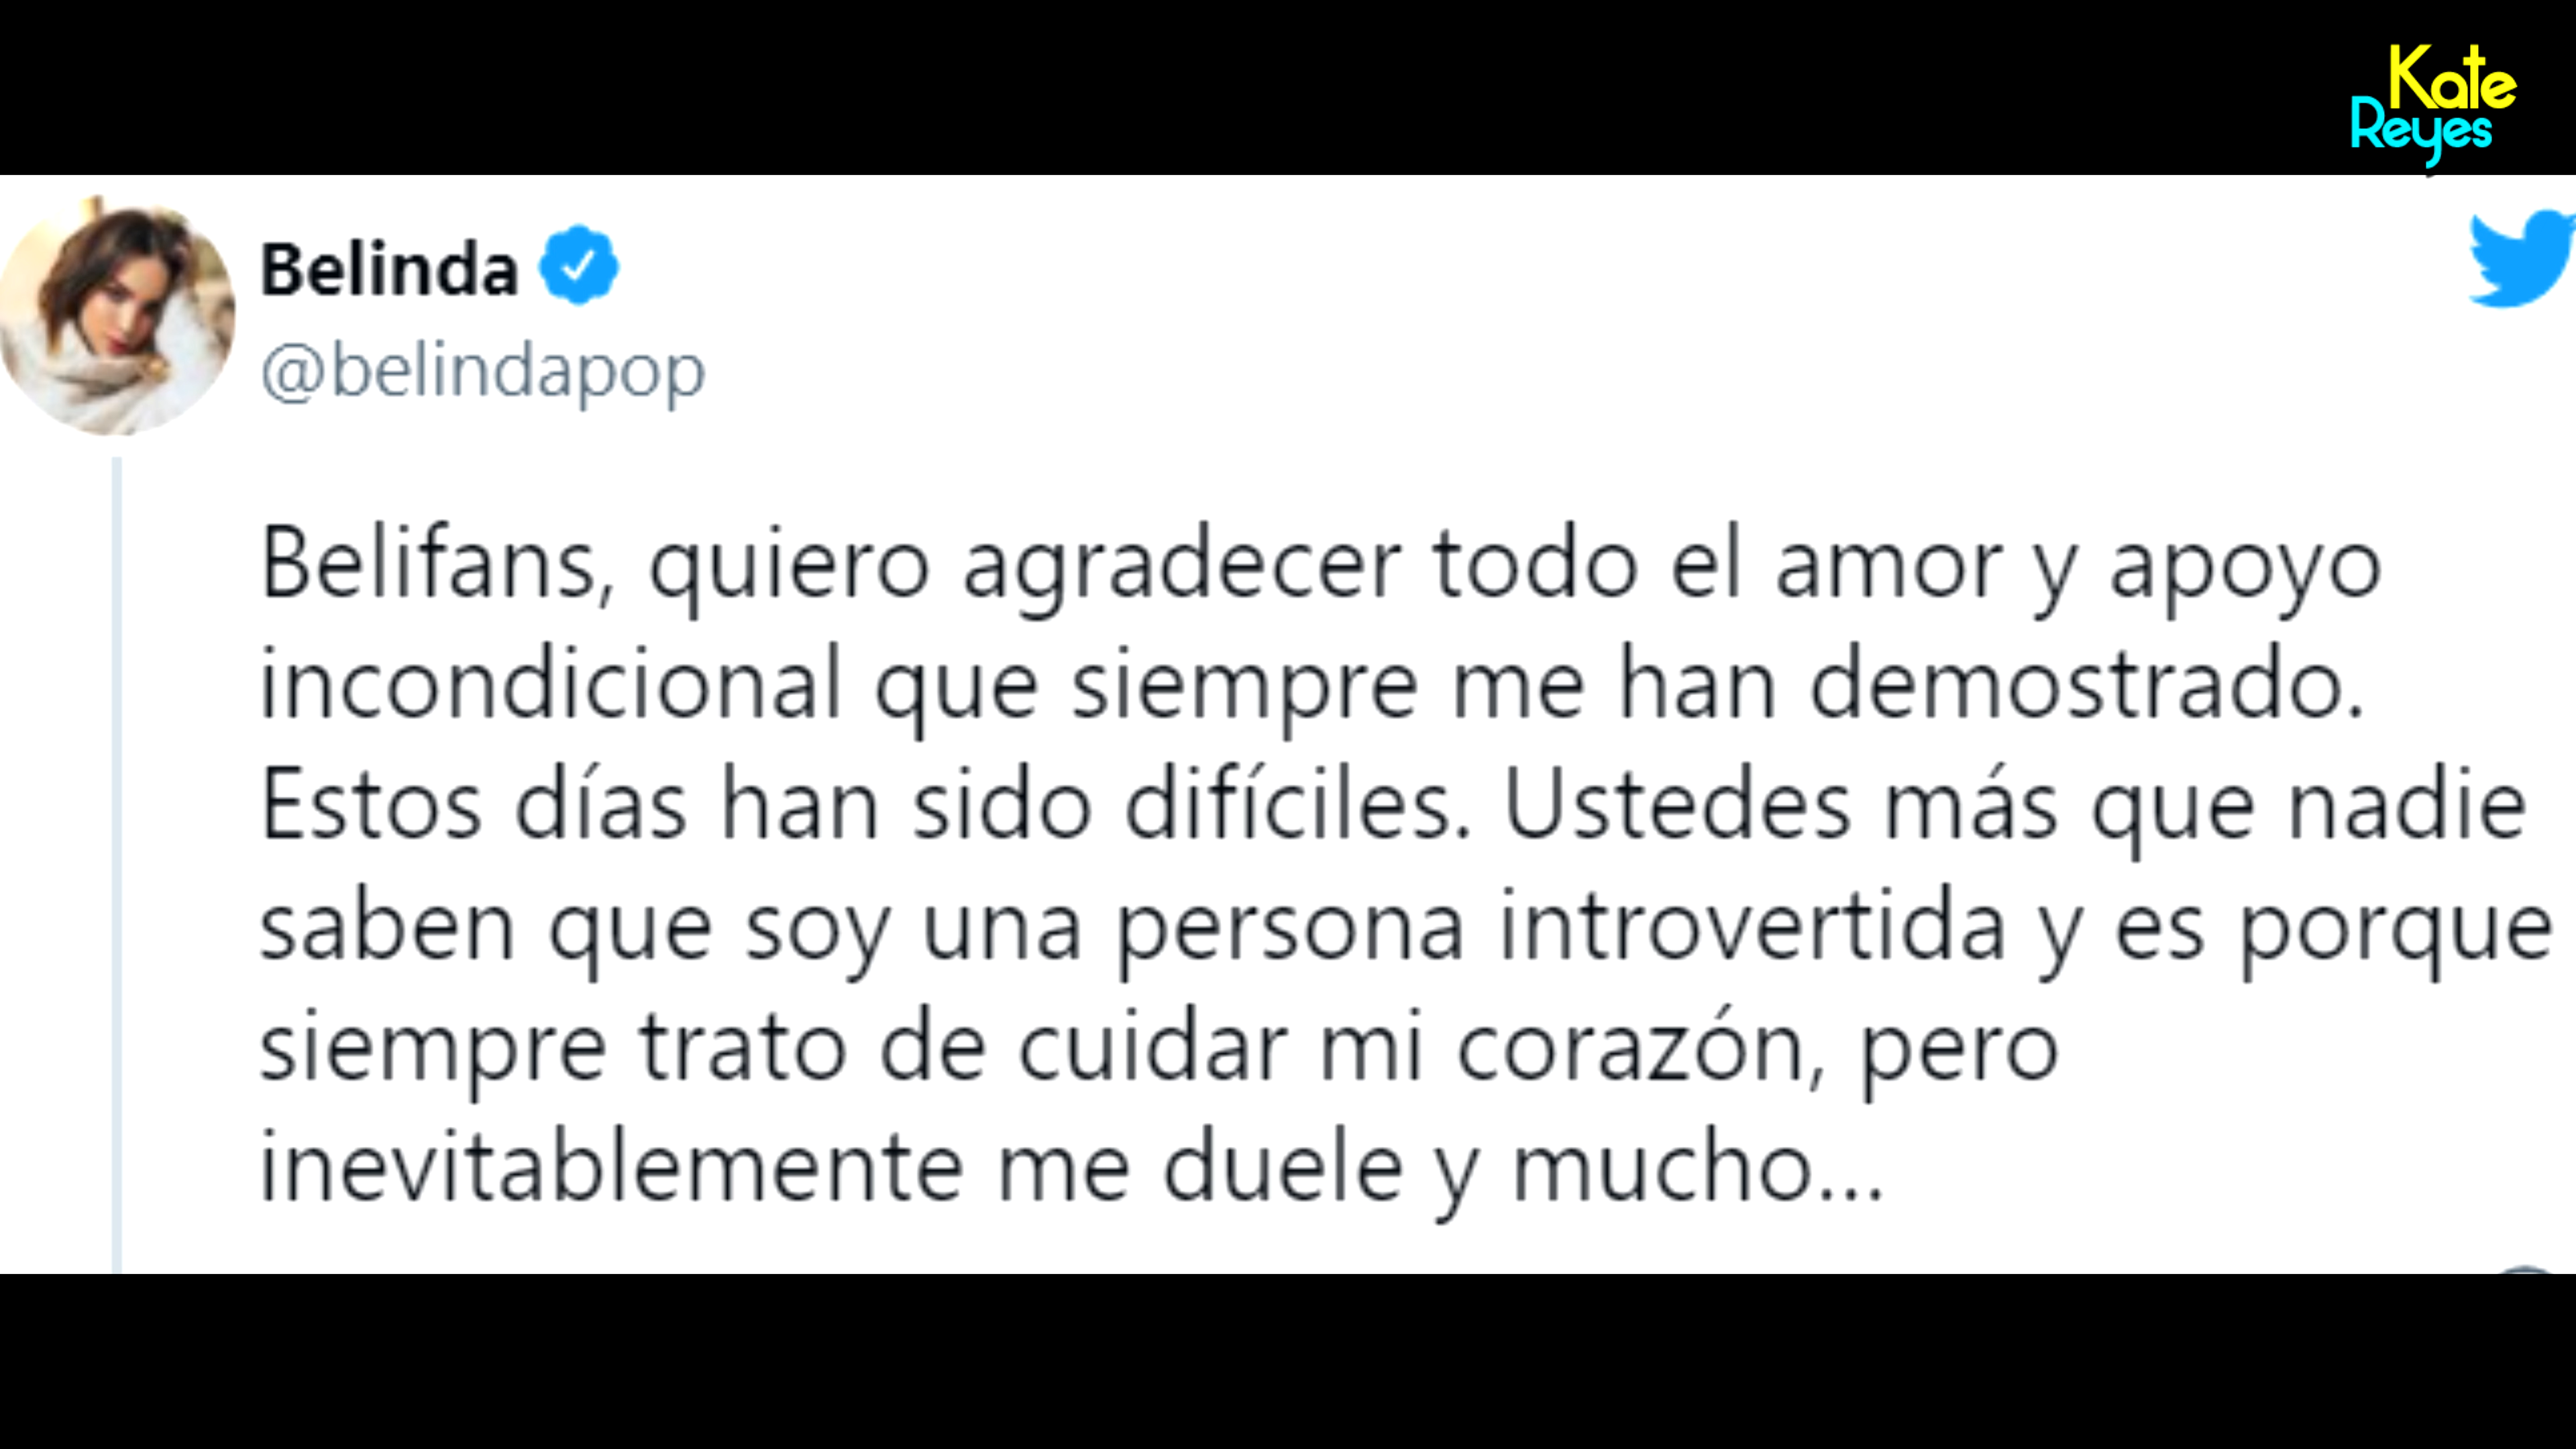 Kate
Reyes
Belinda
@belindapop
Belifans, quiero agradecer todo el amor y apoyo
incondicional que siempre me han demostrado.
Estos días han sido difíciles. Ustedes más que nadie
saben que soy una persona introvertida y es porque
siempre trato de cuidar mi corazón, pero
inevitablemente me duele y mucho...